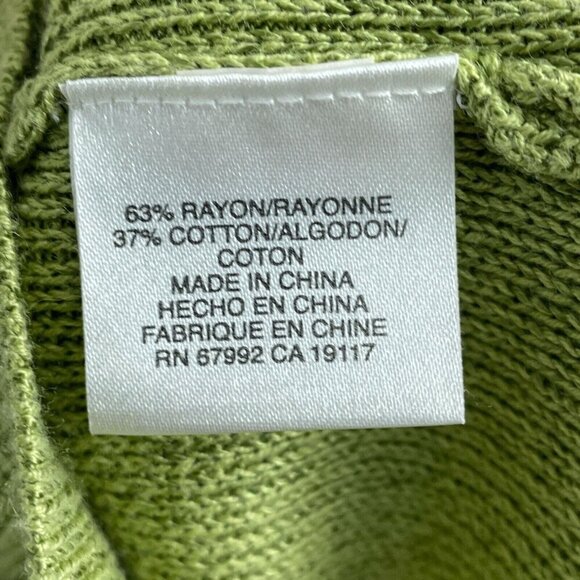 63% RAYON/RAYONNE
37% COTTON/ALGODON/
COTON
MADE IN CHINA
HECHO EN CHINA
FABRIQUE EN CHINE
RN 67992 CA 19117